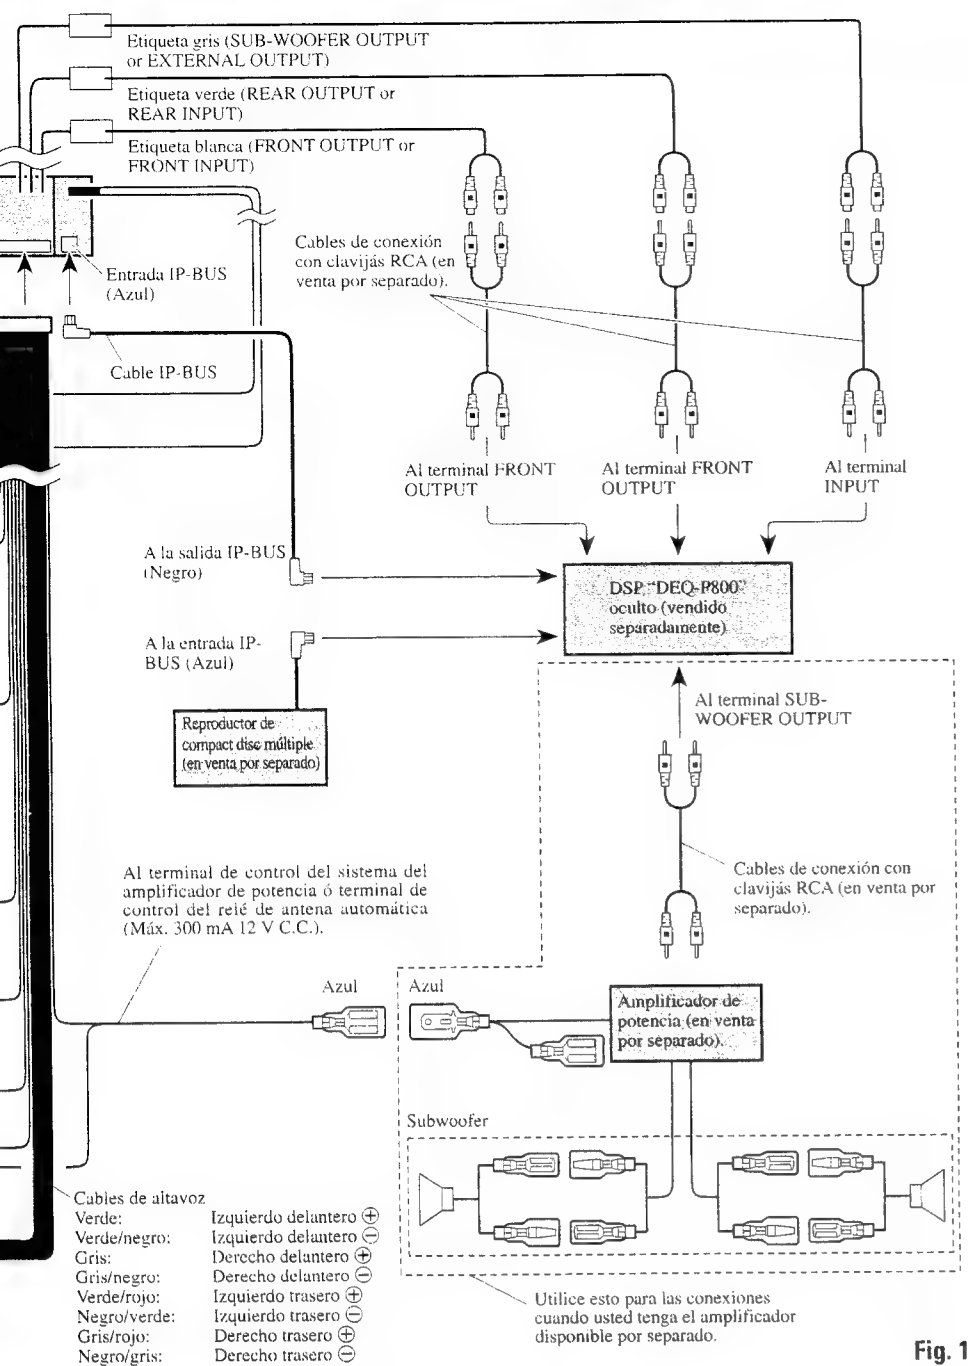 Etiqueta gris (SUB-WOOFER OUTPUT
or EXTERNAL OUTPUT)
Etiqueta verde (REAR OUTPUT or
REAR INPUT)
Etiqueta blanca (FRONT OUTPUT or
FRONT INPUT)
Cables de conexión
con clavijás RCA (en
venta por separado).
Entrada IP-BUS
(Azul)
Cable IP-BUS
Al terminal FRONT
OUTPUT
Al terminal FRONT
OUTPUT
Al terminal
INPUT
A la salida IP-BUS
(Negro)
DSP "DEQ-P800"
oculto (vendido
separadamente)
A la entrada IP-
BUS (Azul)
Reproductor de
compact disc múltiple
(en venta por separado)
Al terminal SUB-
WOOFER OUTPUT
Cables de conexión con
clavijás RCA (en venta por
separado).
Al terminal de control del sistema del
amplificador de potencia ó terminal de
control del relé de antena automática
(Máx. 300 mA 12 V C.C.).
Azul
Azul
Amplificador de
potencia (en venta
por separado).
Subwoofer
Cables de altavoz
Verde: Izquierdo delantero ⊕
Verde/negro: Izquierdo delantero ⊖
Gris: Derecho delantero ⊕
Gris/negro: Derecho delantero ⊖
Verde/rojo: Izquierdo trasero ⊕
Negro/verde: Izquierdo trasero ⊖
Gris/rojo: Derecho trasero ⊕
Negro/gris: Derecho trasero ⊖
Utilice esto para las conexiones
cuando usted tenga el amplificador
disponible por separado.
Fig. 1